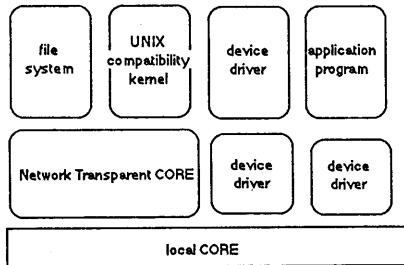 file
system
UNIX
compatibility
kernel
device
driver
application
program
Network Transparent CORE
device
driver
device
driver
local CORE